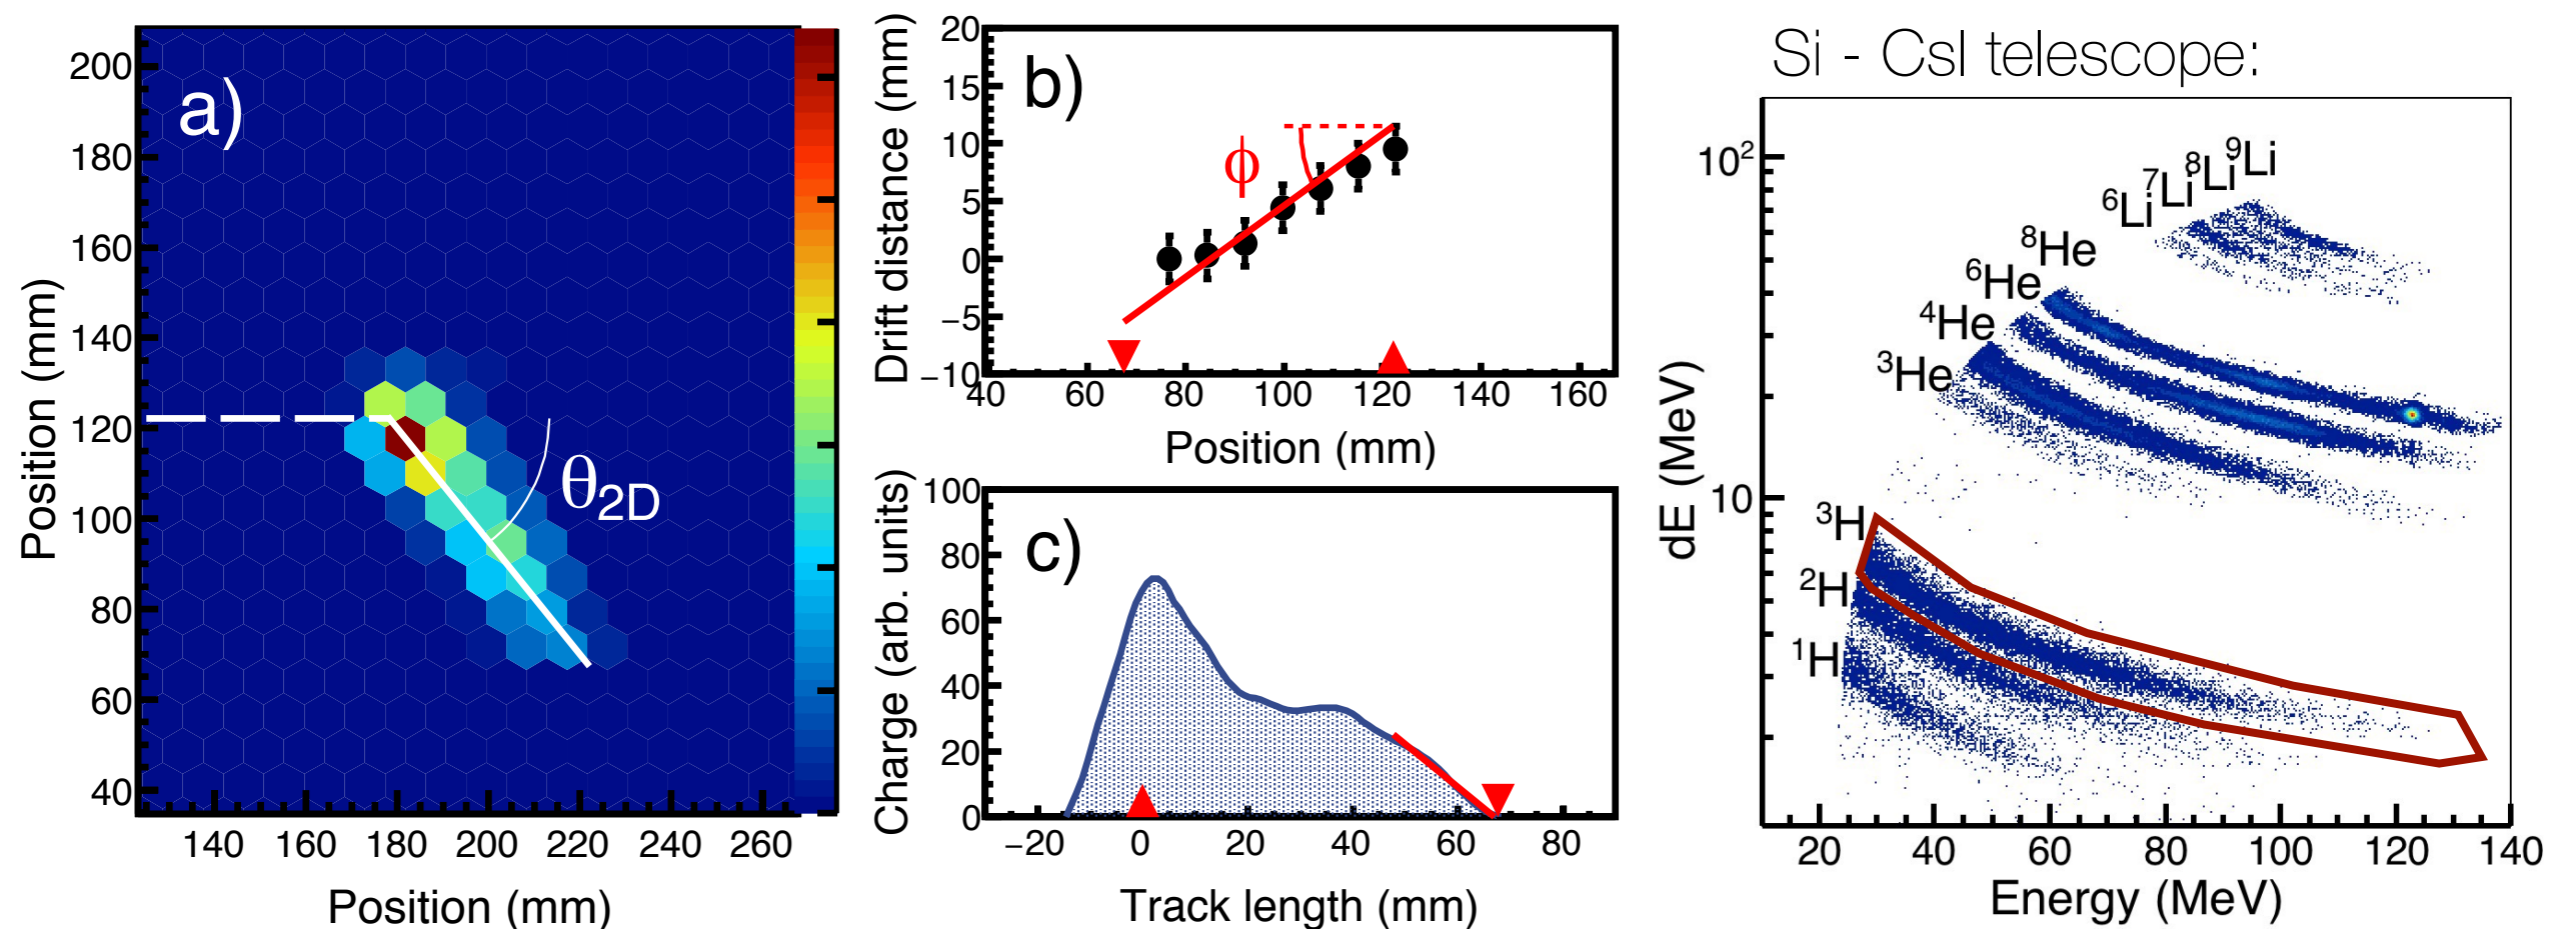 a)
200
180
160
140
120
100
80
60
40
140 160 180 200 220 240 260
Position (mm)
Position (mm)
θ2D
b)
20
15
10
5
0
−5
−10
40 60 80 100 120 140 160
Position (mm)
Drift distance (mm)
ϕ
c)
100
80
60
40
20
0
−20 0 20 40 60 80
Track length (mm)
Charge (arb. units)
Si - CsI telescope:
10²
10
dE (MeV)
⁹Li
⁸Li
⁷Li
⁶Li
⁸He
⁶He
⁴He
³He
³H
²H
¹H
20 40 60 80 100 120 140
Energy (MeV)